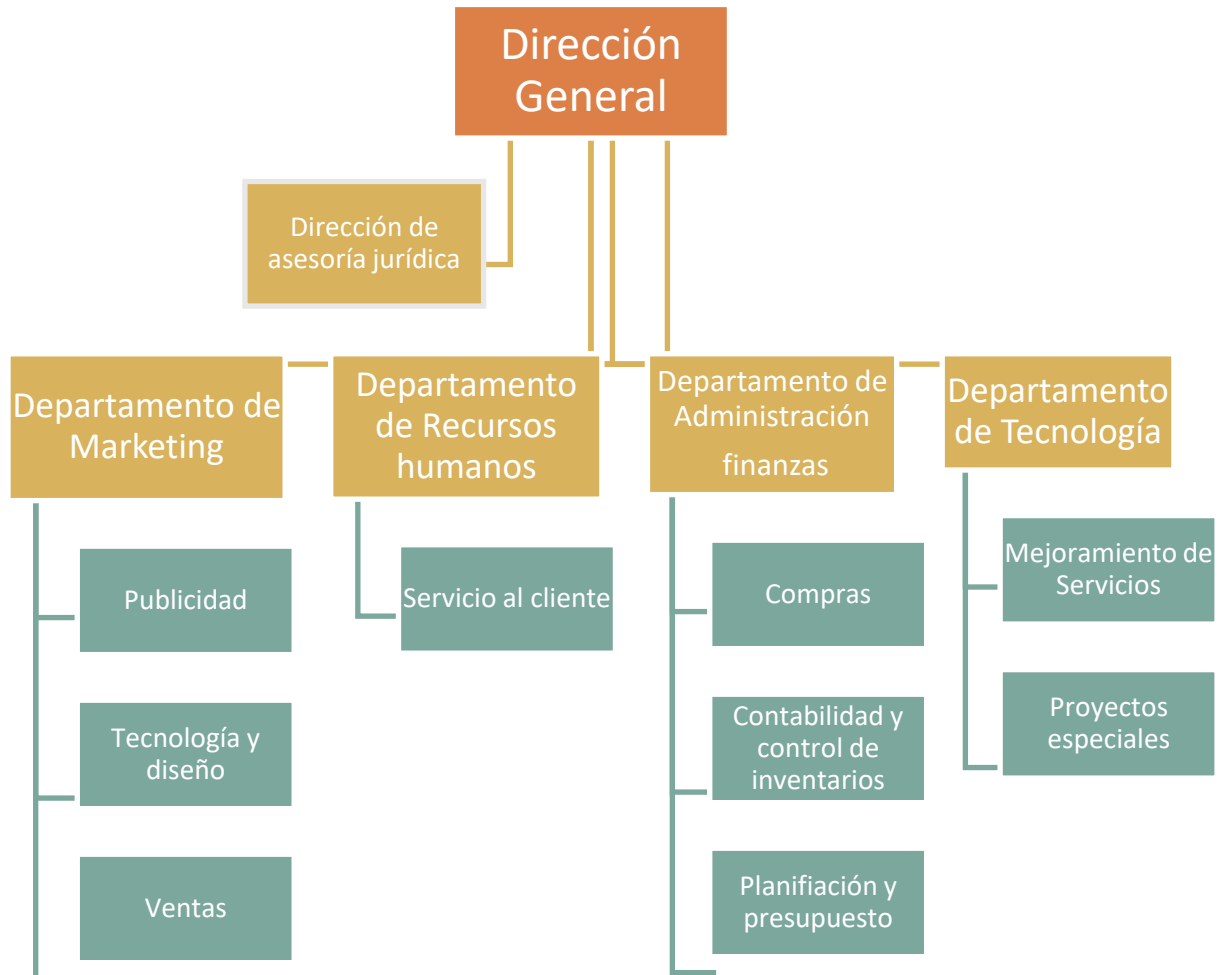 Dirección
General
Dirección de
asesoría jurídica
Departamento de
Marketing
Departamento
de Recursos
humanos
Departamento de
Administración
finanzas
Departamento
de Tecnología
Publicidad
Tecnología y
diseño
Ventas
Servicio al cliente
Compras
Contabilidad y
control de
inventarios
Planifiación y
presupuesto
Mejoramiento de
Servicios
Proyectos
especiales